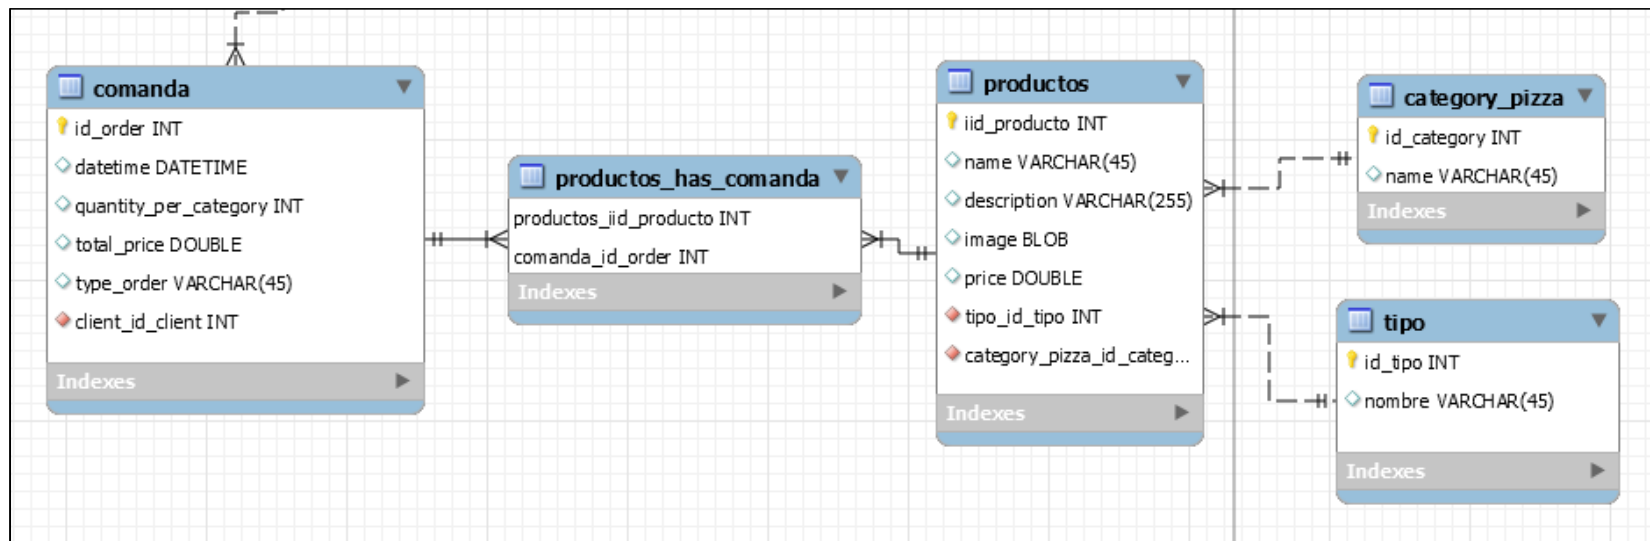 comanda
id_order INT
datetime DATETIME
quantity_per_category INT
total_price DOUBLE
type_order VARCHAR(45)
client_id_client INT
Indexes
productos_has_comanda
productos_iid_producto INT
comanda_id_order INT
Indexes
productos
iid_producto INT
name VARCHAR(45)
description VARCHAR(255)
image BLOB
price DOUBLE
tipo_id_tipo INT
category_pizza_id_categ...
Indexes
category_pizza
id_category INT
name VARCHAR(45)
Indexes
tipo
id_tipo INT
nombre VARCHAR(45)
Indexes